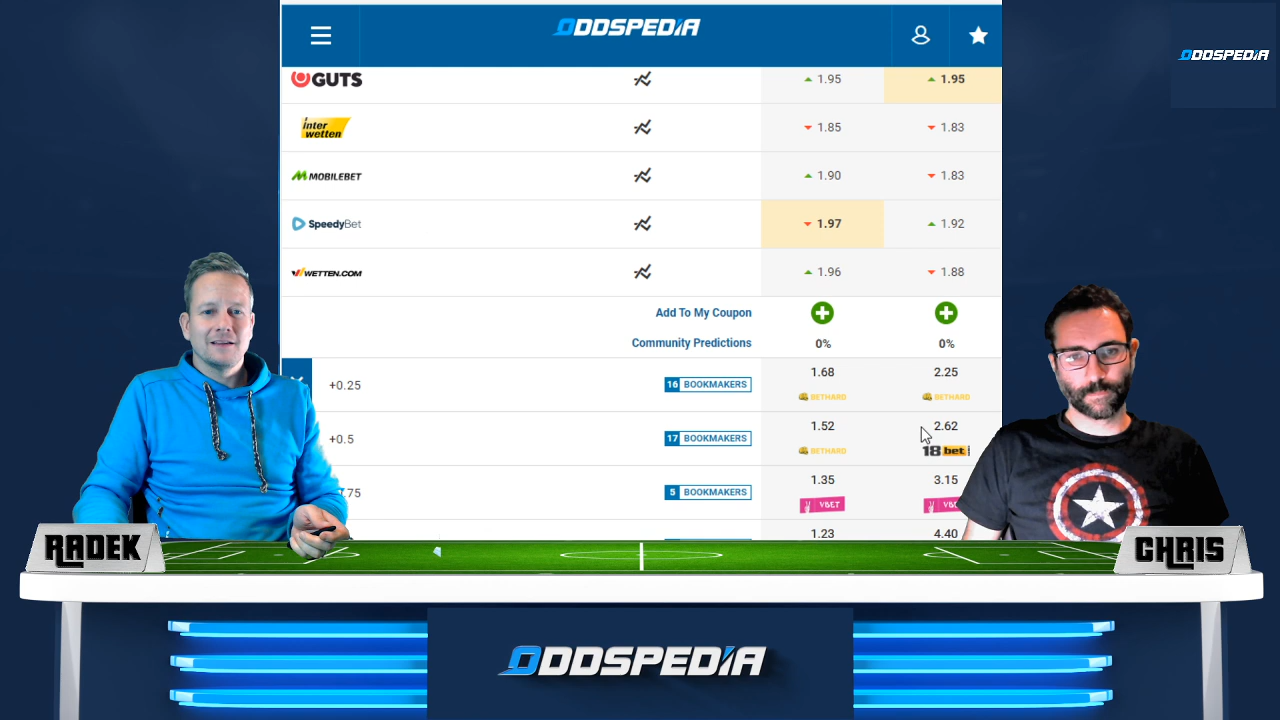 ODDSPEDIA
ODDSPEDIA
GUTS 1.95 1.95
inter wetten 1.85 1.83
MOBILEBET 1.90 1.83
SpeedyBet 1.97 1.92
WETTEN.COM 1.96 1.88
Add To My Coupon
Community Predictions 0% 0%
+0.25 16 BOOKMAKERS 1.68 2.25
BETHARD BETHARD
+0.5 17 BOOKMAKERS 1.52 2.62
BETHARD 18bet
.75 5 BOOKMAKERS 1.35 3.15
VBET VBET
1.23 4.40
RADEK
CHRIS
ODDSPEDIA